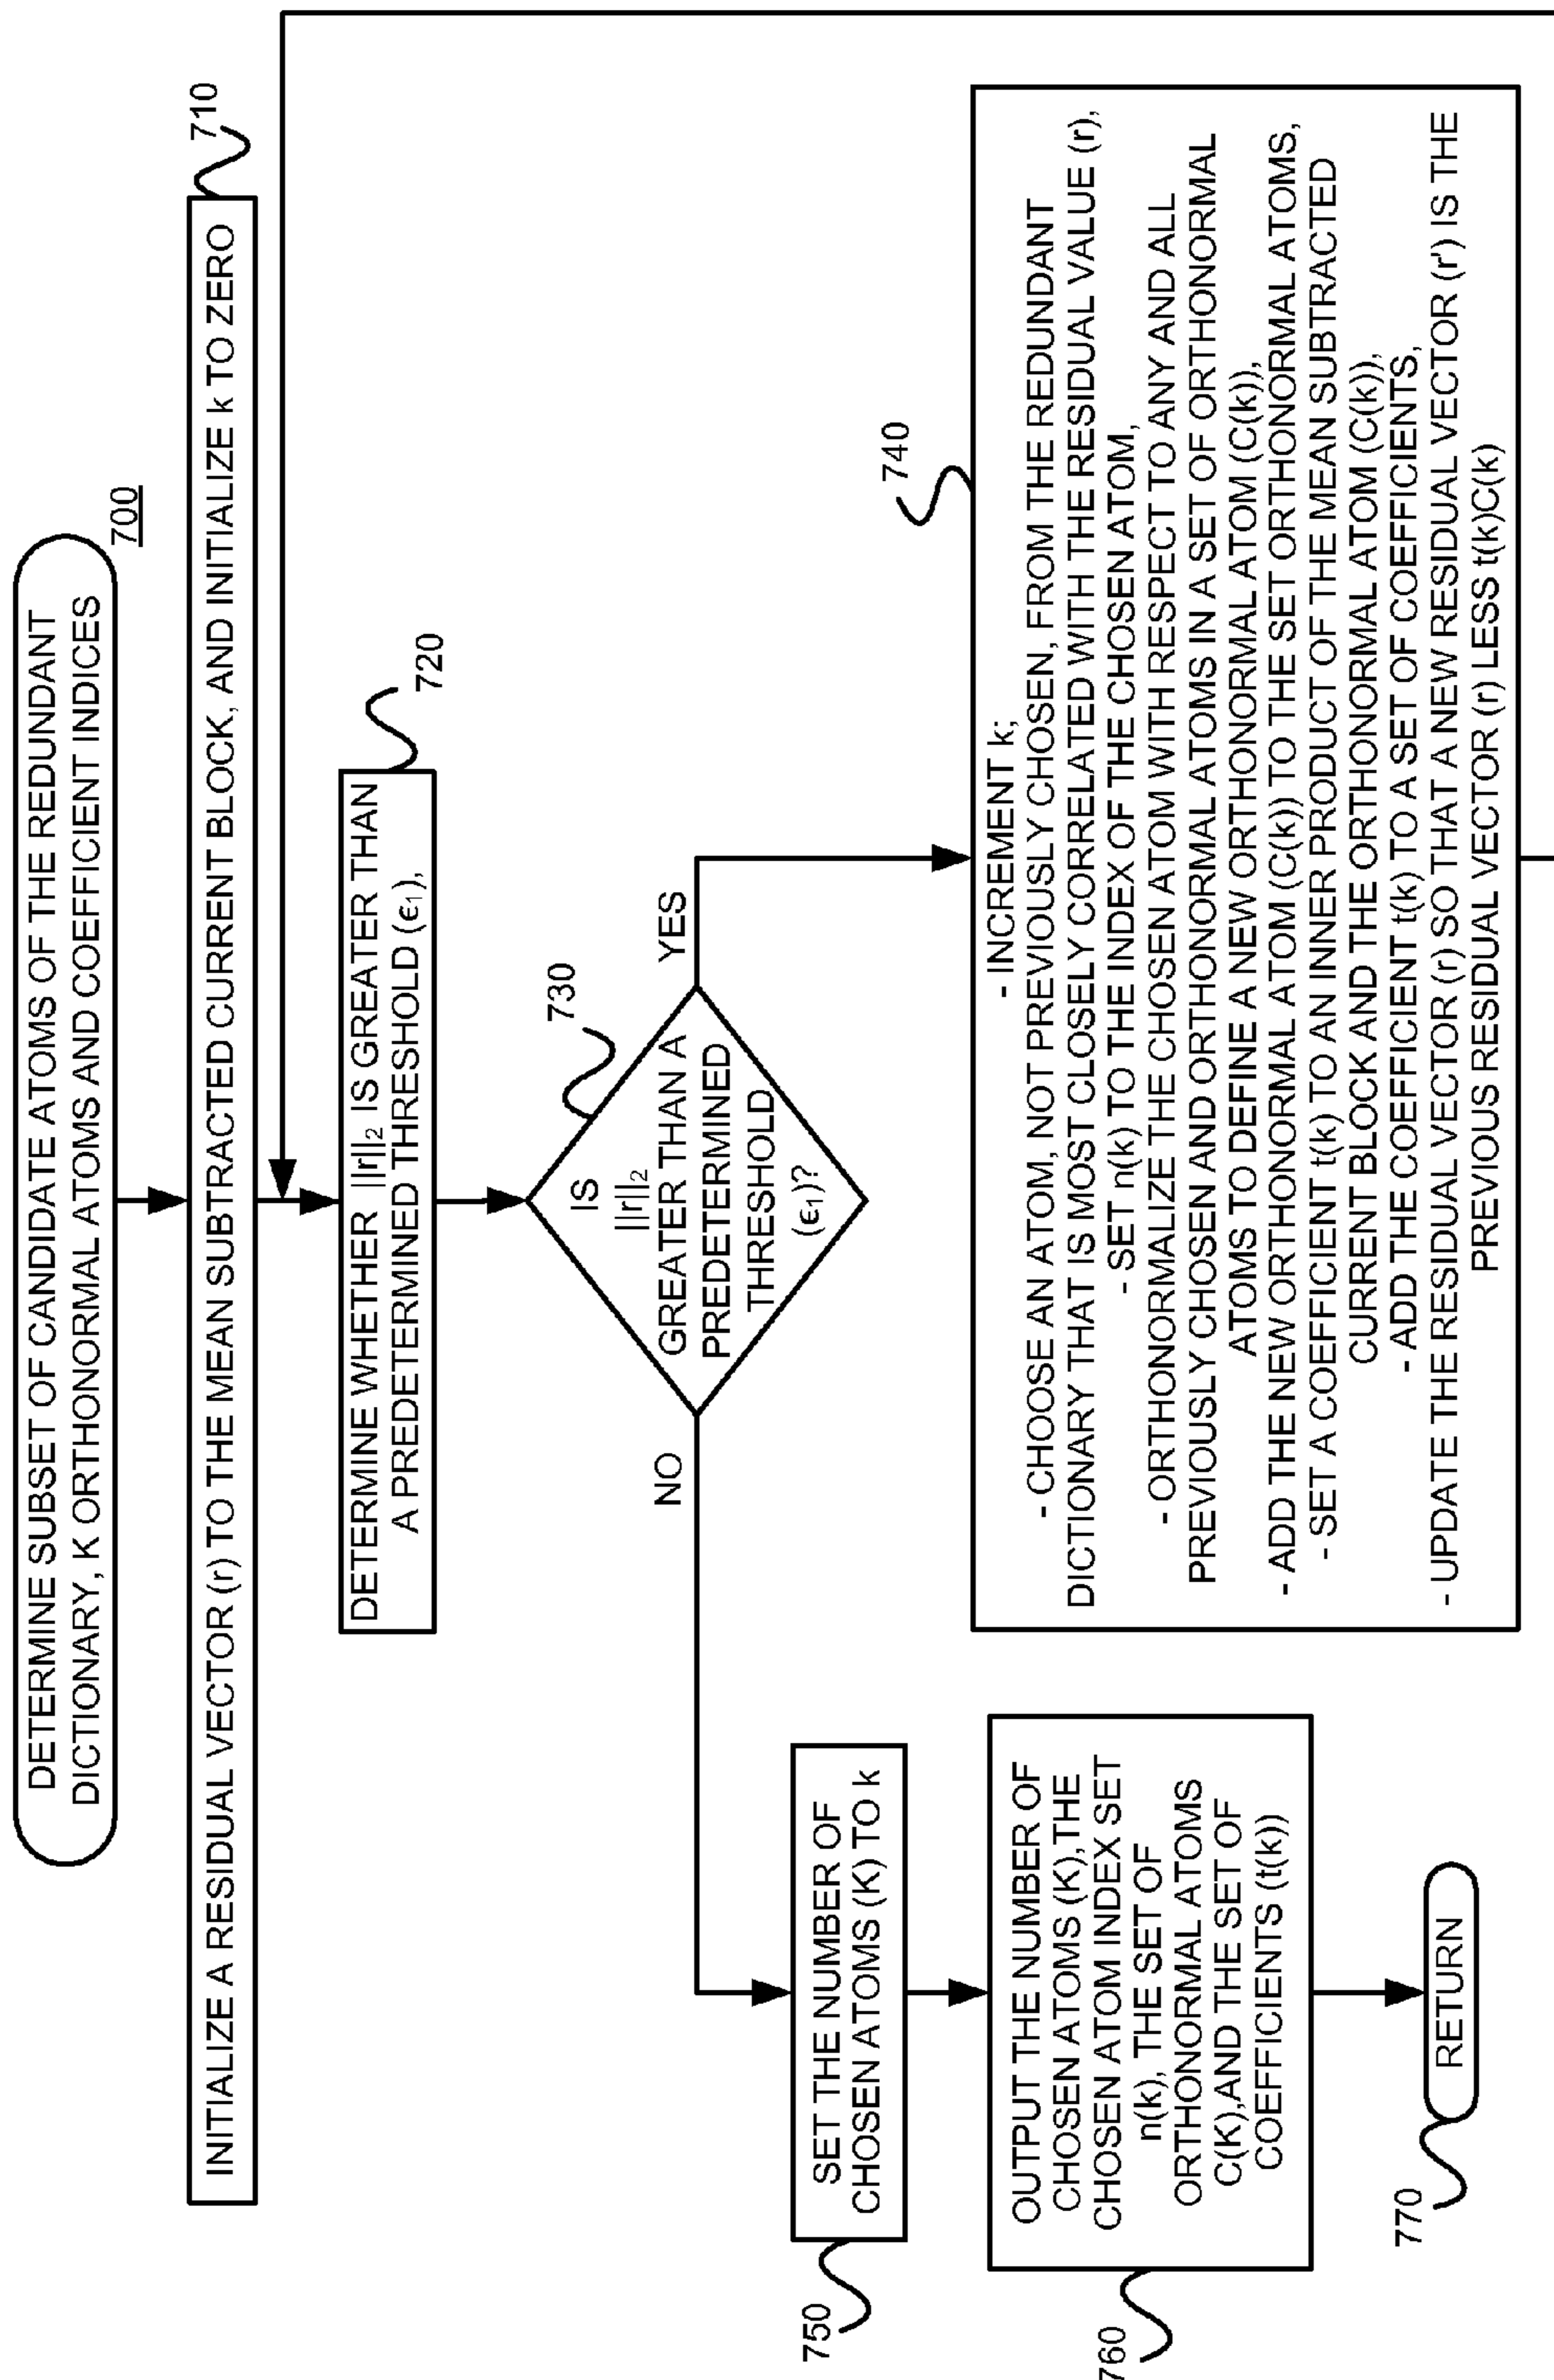 DETERMINE SUBSET OF CANDIDATE ATOMS OF THE REDUNDANT
DICTIONARY, K ORTHONORMAL ATOMS AND COEFFICIENT INDICES
700
INITIALIZE A RESIDUAL VECTOR (r) TO THE MEAN SUBTRACTED CURRENT BLOCK, AND INITIALIZE k TO ZERO
710
DETERMINE WHETHER ||r||₂ IS GREATER THAN
A PREDETERMINED THRESHOLD (ϵ₁),
720
IS
||r||₂
GREATER THAN A
PREDETERMINED
THRESHOLD
(ϵ₁)?
730
NO
YES
- INCREMENT k;
- CHOOSE AN ATOM, NOT PREVIOUSLY CHOSEN, FROM THE REDUNDANT
DICTIONARY THAT IS MOST CLOSELY CORRELATED WITH THE RESIDUAL VALUE (r),
- SET n(k) TO THE INDEX OF THE CHOSEN ATOM,
- ORTHONORMALIZE THE CHOSEN ATOM WITH RESPECT TO ANY AND ALL
PREVIOUSLY CHOSEN AND ORTHONORMAL ATOMS IN A SET OF ORTHONORMAL
ATOMS TO DEFINE A NEW ORTHONORMAL ATOM (C(k)),
- ADD THE NEW ORTHONORMAL ATOM (C(k)) TO THE SET ORTHONORMAL ATOMS,
- SET A COEFFICIENT t(k) TO AN INNER PRODUCT OF THE MEAN SUBTRACTED
CURRENT BLOCK AND THE ORTHONORMAL ATOM (C(k)),
- ADD THE COEFFICIENT t(k) TO A SET OF COEFFICIENTS,
- UPDATE THE RESIDUAL VECTOR (r) SO THAT A NEW RESIDUAL VECTOR (r') IS THE
PREVIOUS RESIDUAL VECTOR (r) LESS t(k)C(k)
740
SET THE NUMBER OF
CHOSEN ATOMS (K) TO k
750
OUTPUT THE NUMBER OF
CHOSEN ATOMS (K),THE
CHOSEN ATOM INDEX SET
n(k), THE SET OF
ORTHONORMAL ATOMS
C(K),AND THE SET OF
COEFFICIENTS (t(k))
760
RETURN
770